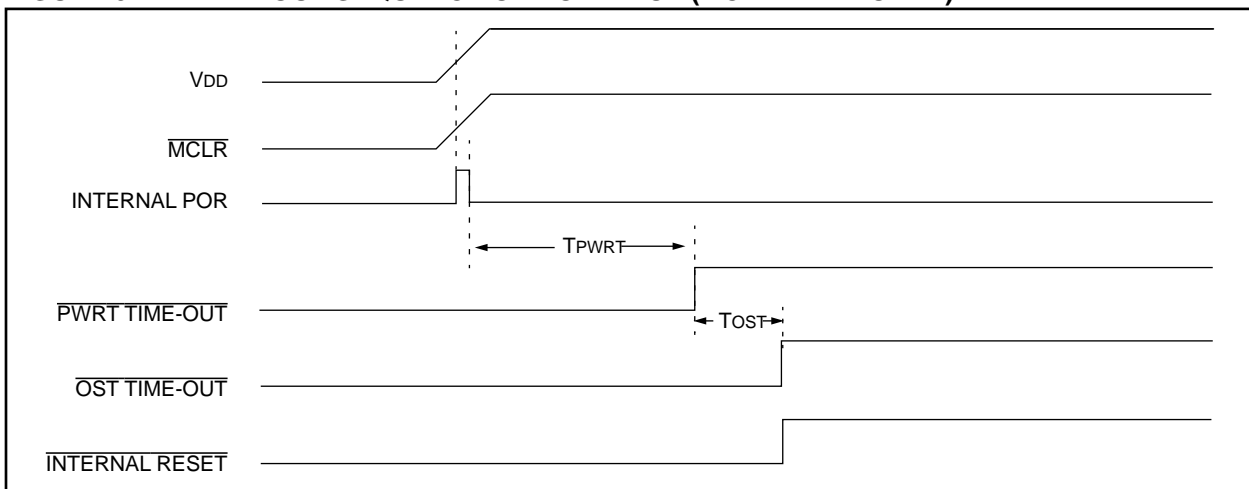 VDD
MCLR
INTERNAL POR
TPWRT
PWRT TIME-OUT
TOST
OST TIME-OUT
INTERNAL RESET